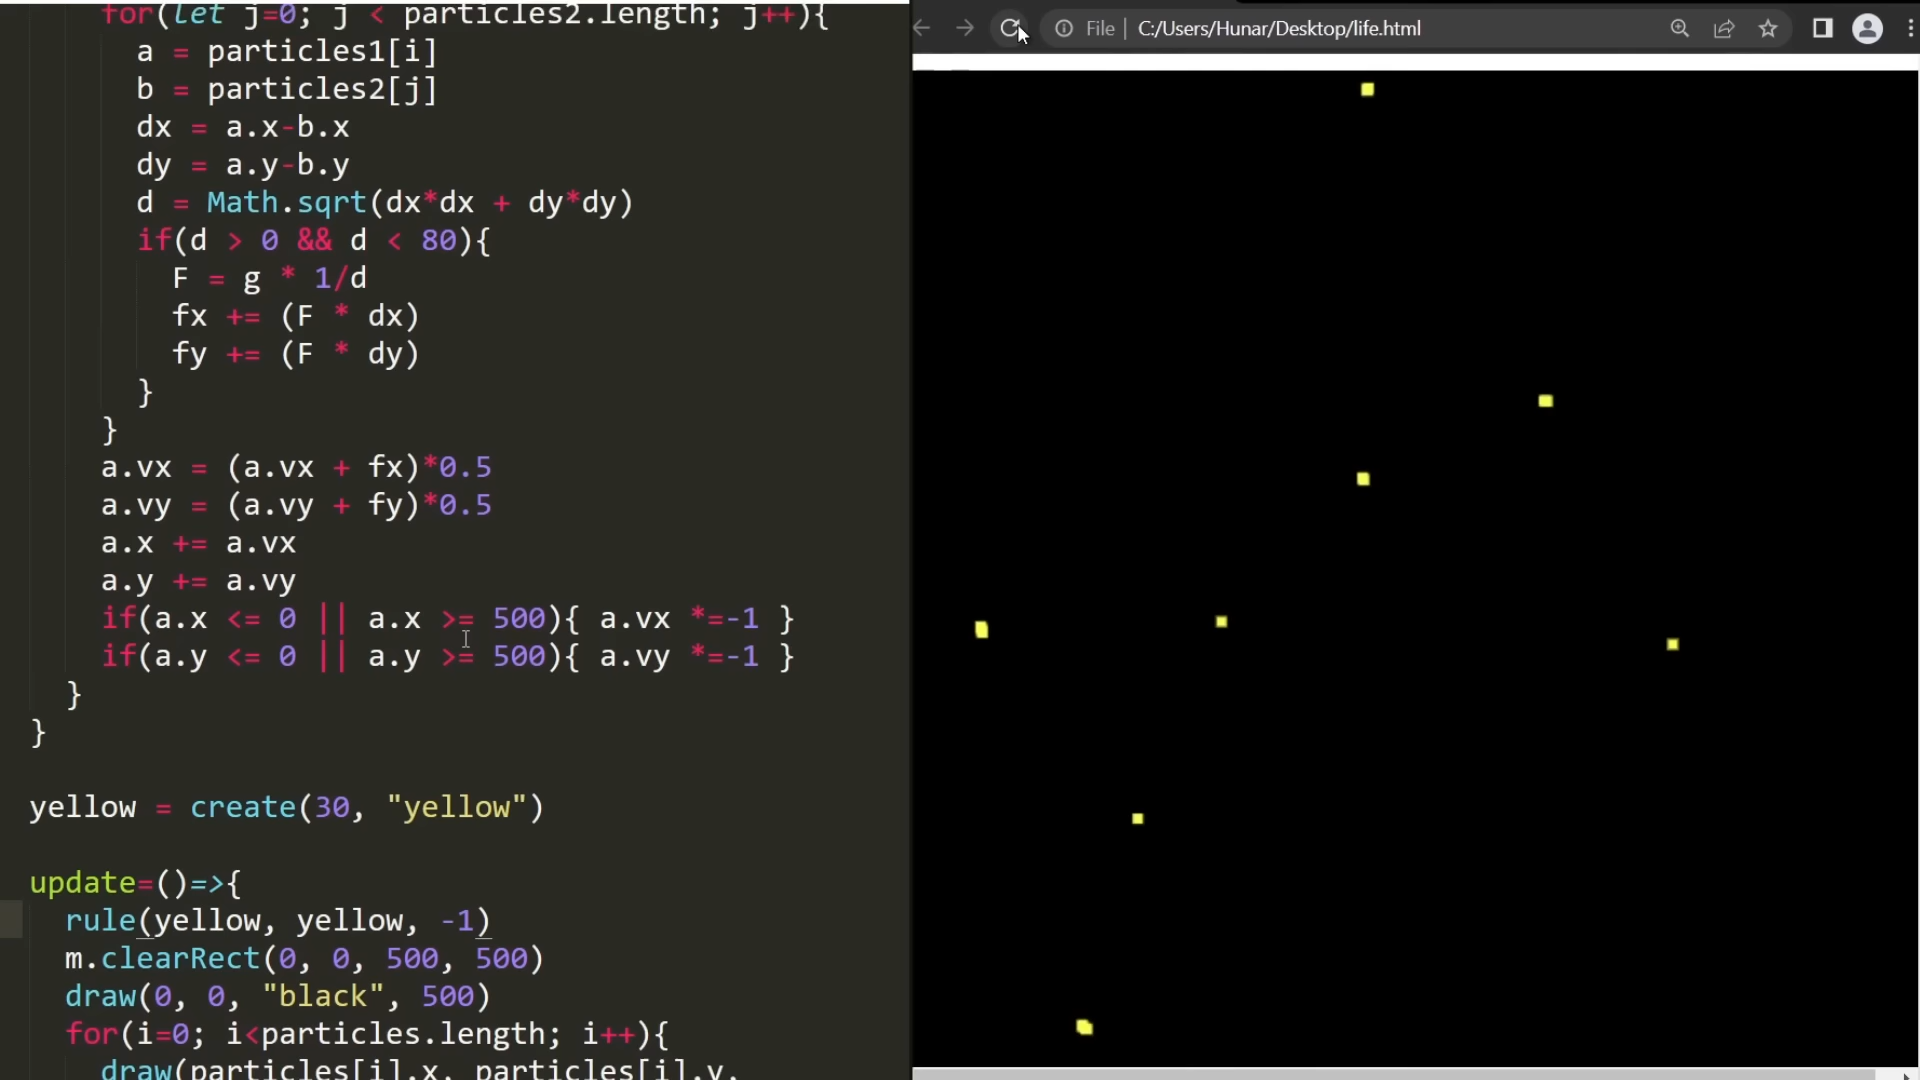 for(let j=0; j < particles2.length; j++){
a = particles1[i]
b = particles2[j]
dx = a.x-b.x
dy = a.y-b.y
d = Math.sqrt(dx*dx + dy*dy)
if(d > 0 && d < 80){
F = g * 1/d
fx += (F * dx)
fy += (F * dy)
}
}
a.vx = (a.vx + fx)*0.5
a.vy = (a.vy + fy)*0.5
a.x += a.vx
a.y += a.vy
if(a.x <= 0 || a.x >= 500){ a.vx *=-1 }
if(a.y <= 0 || a.y >= 500){ a.vy *=-1 }
}
}
yellow = create(30, "yellow")
update=()=>{
rule(yellow, yellow, -1)
m.clearRect(0, 0, 500, 500)
draw(0, 0, "black", 500)
for(i=0; i<particles.length; i++){
draw(particles[i].x, particles[i].y,
File C:/Users/Hunar/Desktop/life.html